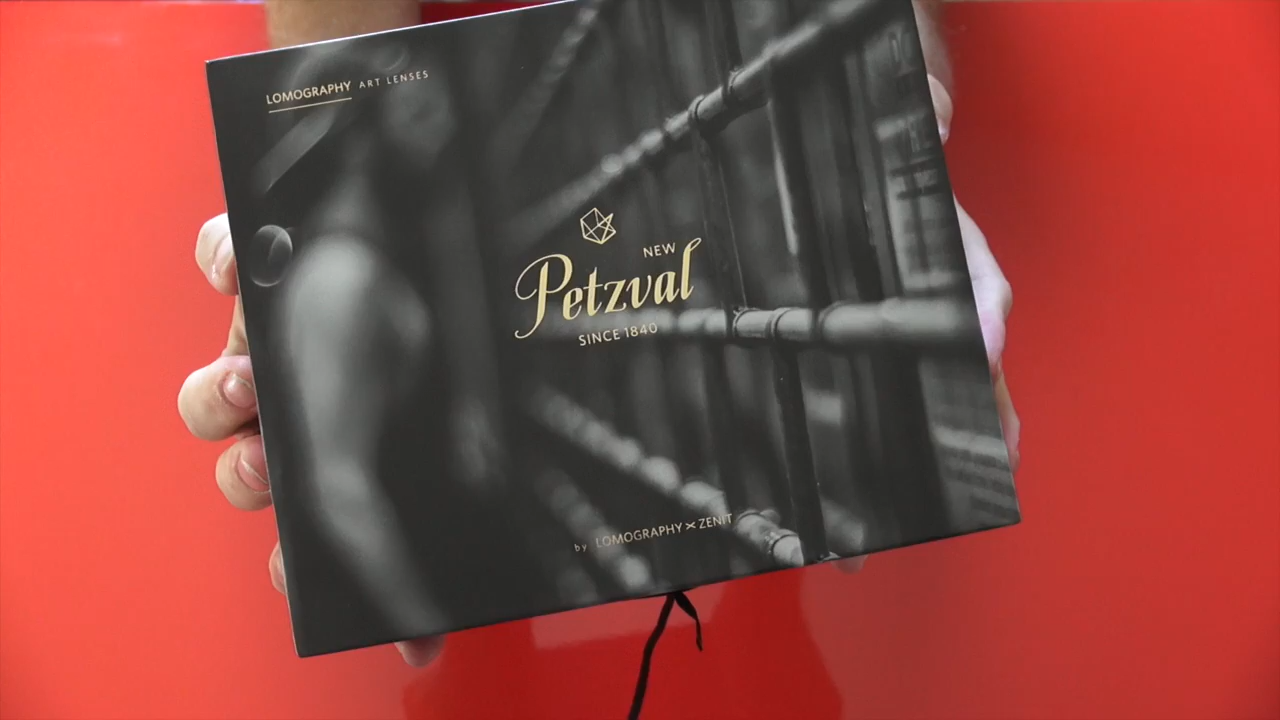 LOMOGRAPHY ART LENSES
NEW
Petzval
SINCE 1840
by LOMOGRAPHY × ZENIT